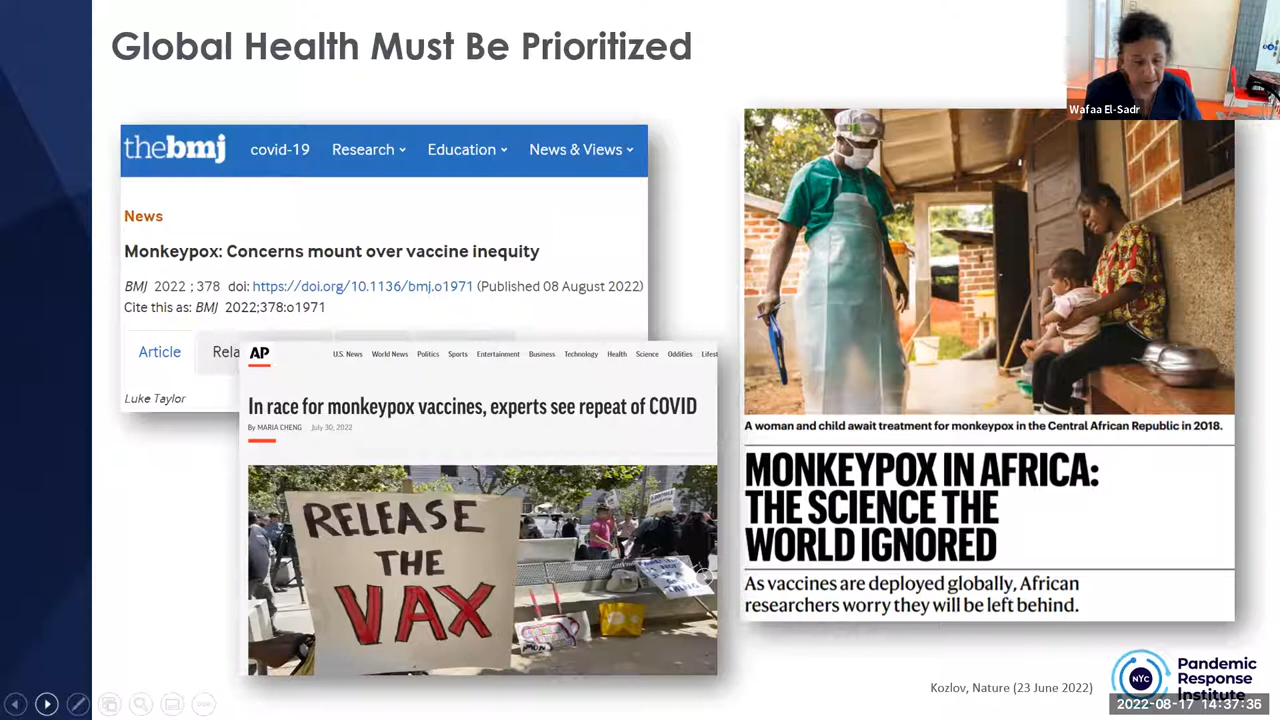 Global Health Must Be Prioritized
Wafaa El-Sadr
thebmj covid-19 Research Education News & Views
News
Monkeypox: Concerns mount over vaccine inequity
BMJ 2022 ; 378 doi: https://doi.org/10.1136/bmj.o1971 (Published 08 August 2022)
Cite this as: BMJ 2022;378:o1971
Article Rela
Luke Taylor
AP U.S. News World News Politics Sports Entertainment Business Technology Health Science Oddities Lifest
In race for monkeypox vaccines, experts see repeat of COVID
By MARIA CHENG July 30, 2022
RELEASE
THE
VAX
A woman and child await treatment for monkeypox in the Central African Republic in 2018.
MONKEYPOX IN AFRICA:
THE SCIENCE THE
WORLD IGNORED
As vaccines are deployed globally, African
researchers worry they will be left behind.
Kozlov, Nature (23 June 2022)
NYC
Pandemic
Response
Institute
2022-08-17 14:37:36